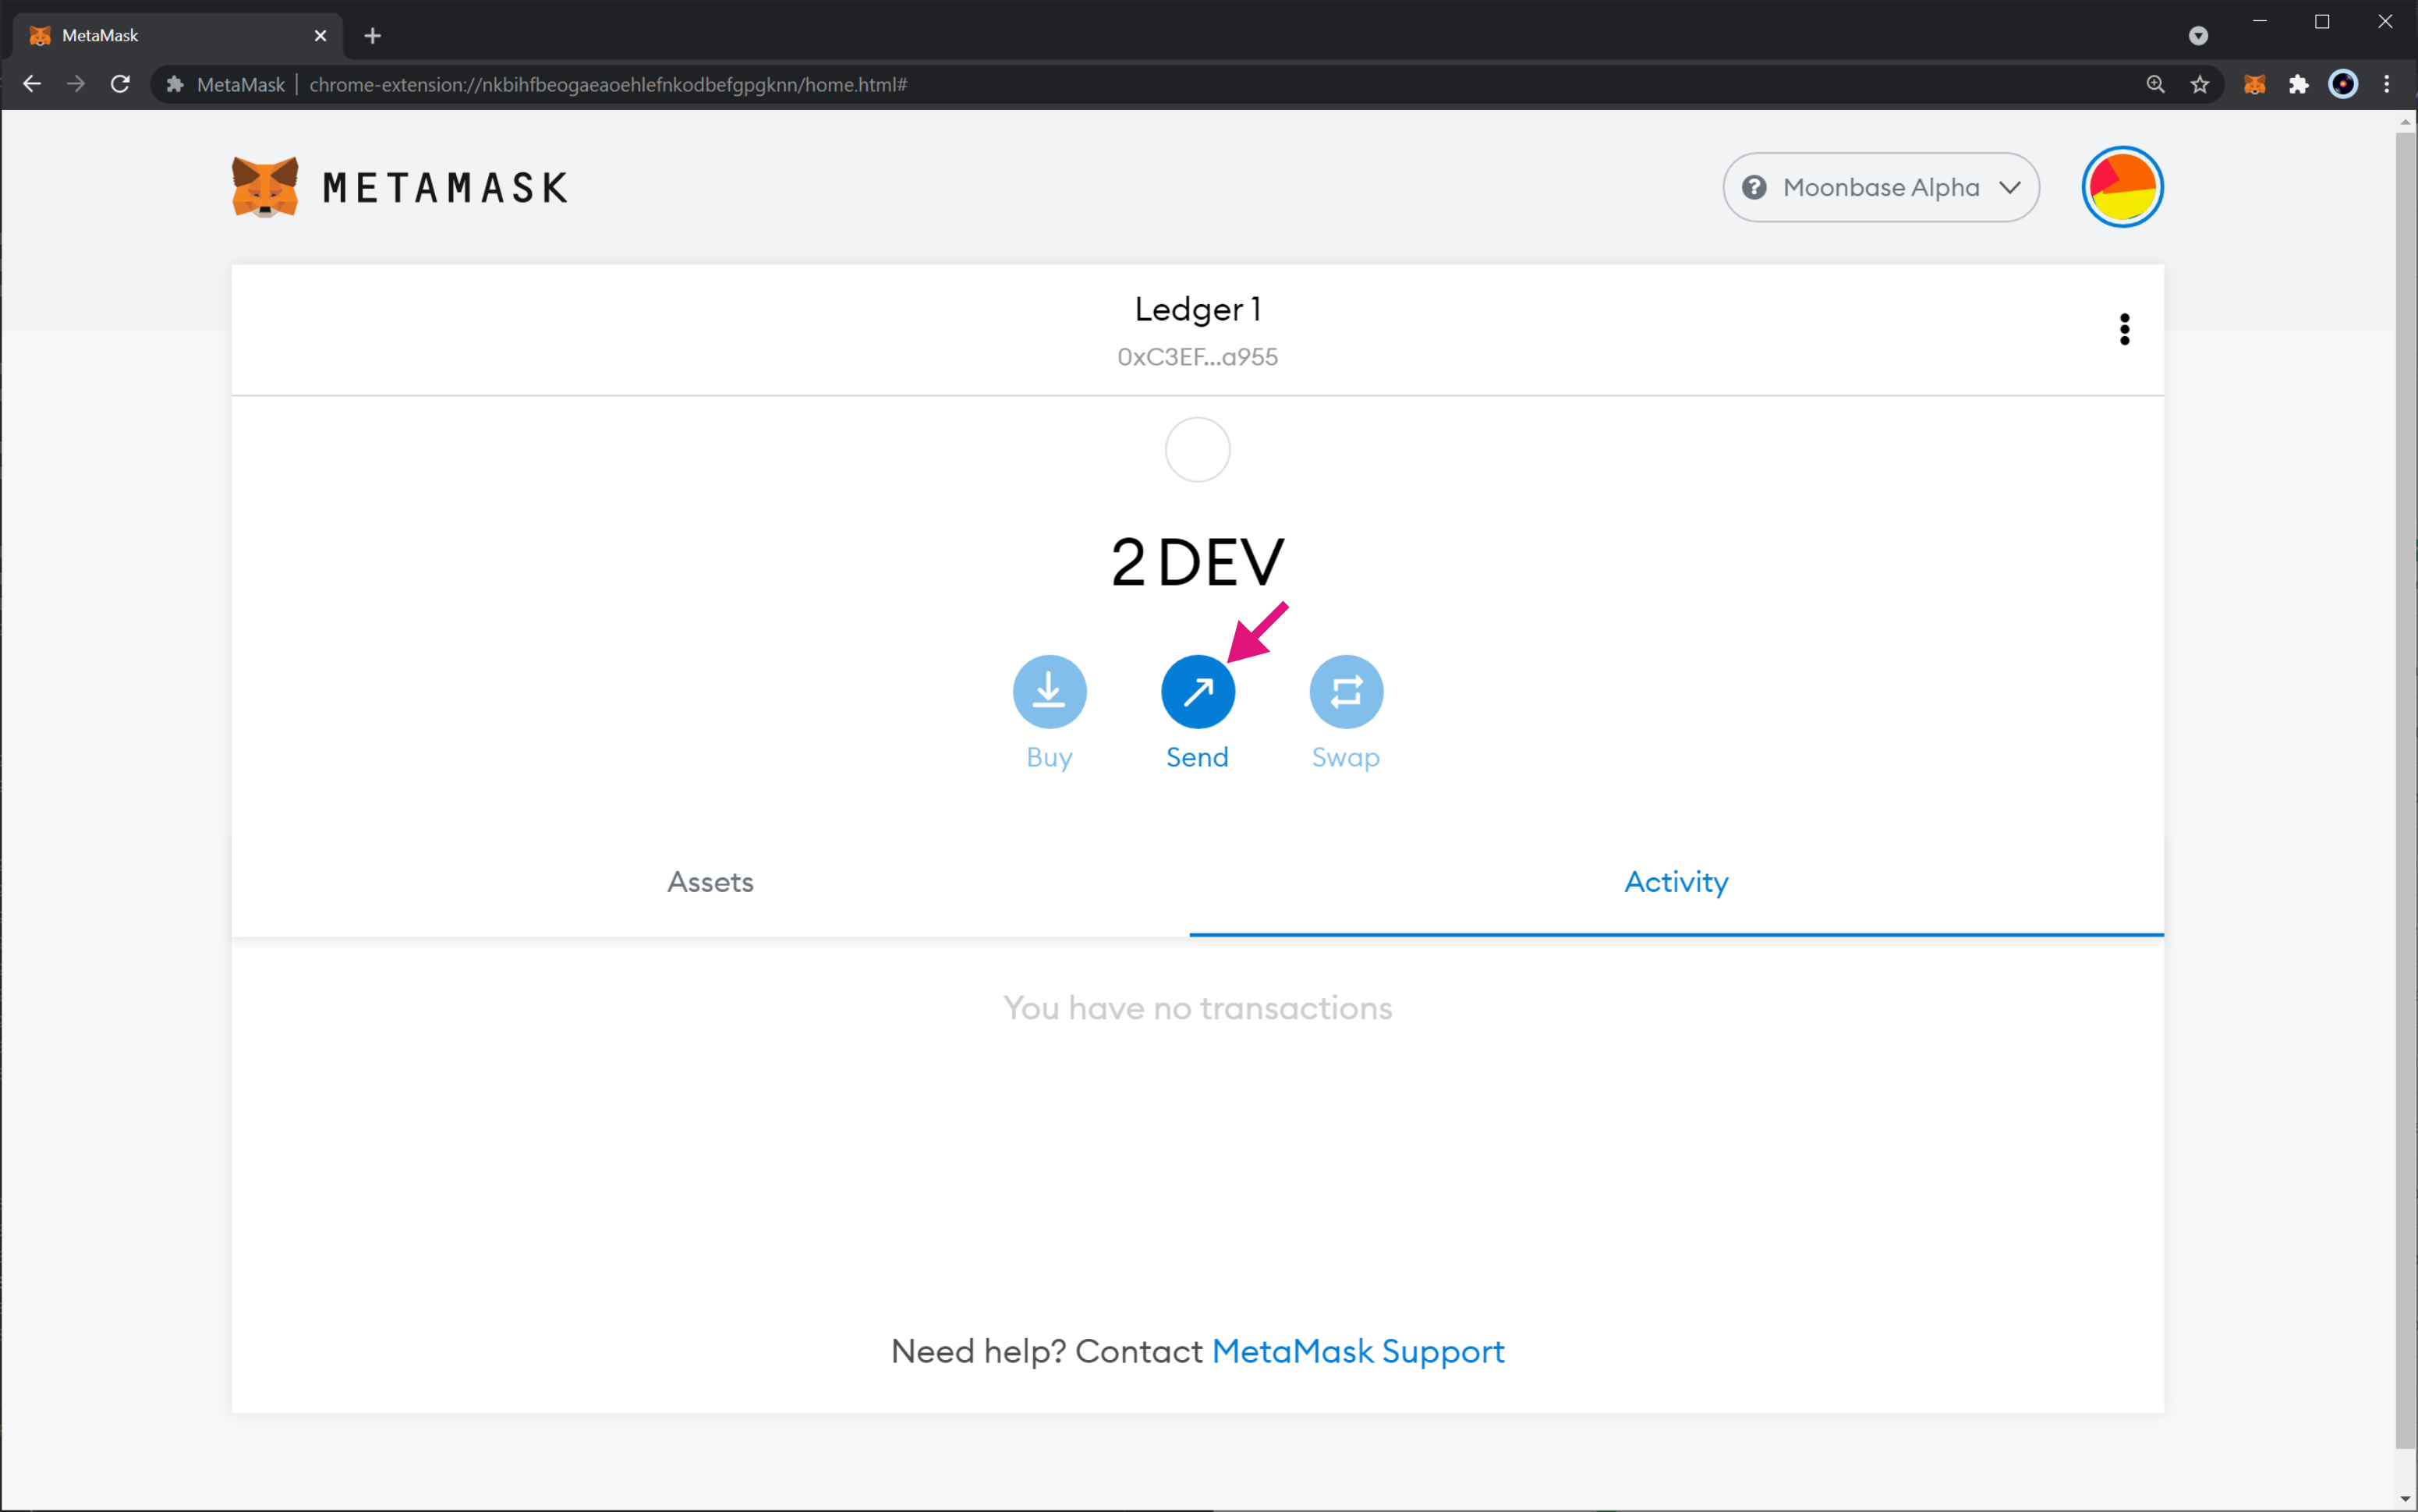 MetaMask
MetaMask | chrome-extension://nkbihfbeogaeaoehlefnkodbefgpgknn/home.html#
METAMASK
? Moonbase Alpha
Ledger 1
0xC3EF...a955
2 DEV
Buy Send Swap
Assets Activity
You have no transactions
Need help? Contact MetaMask Support